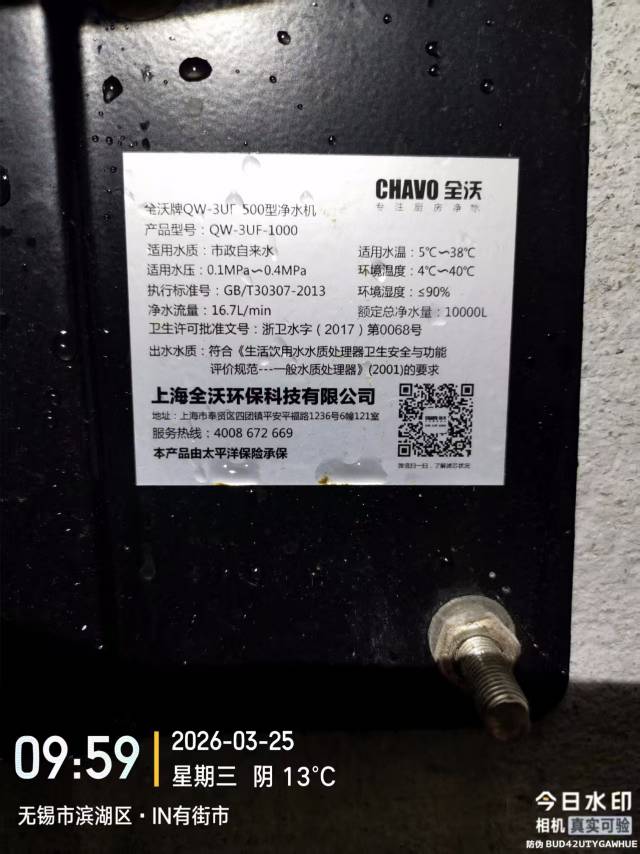 CHAVO 全沃
专注厨房净水
全沃牌QW-3UF-500型净水机
产品型号：QW-3UF-1000
适用水质：市政自来水 适用水温：5℃～38℃
适用水压：0.1MPa～0.4MPa 环境温度：4℃～40℃
执行标准号：GB/T30307-2013 环境湿度：≤90%
净水流量：16.7L/min 额定总净水量：10000L
卫生许可批准文号：浙卫水字（2017）第0068号
出水水质：符合《生活饮用水水质处理器卫生安全与功能
评价规范---一般水质处理器》(2001)的要求
上海全沃环保科技有限公司
地址：上海市奉贤区四团镇平安平福路1236号6幢121室
服务热线：4008 672 669
本产品由太平洋保险承保
微信扫一扫，了解滤芯状况
09:59
2026-03-25
星期三 阴 13℃
无锡市滨湖区·IN有街市
今日水印
相机 真实可验
防伪 BUD42UTYGAWHUE